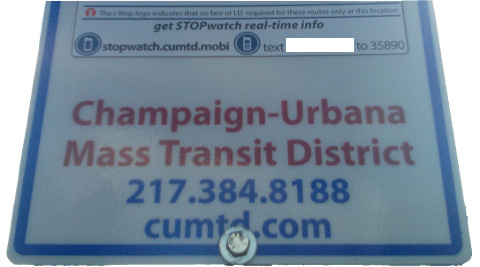 The i-Stop logo indicates that no fare or I.D. required for these routes only at this location
get STOPwatch real-time info
stopwatch.cumtd.mobi text to 35890
Champaign-Urbana
Mass Transit District
217.384.8188
cumtd.com